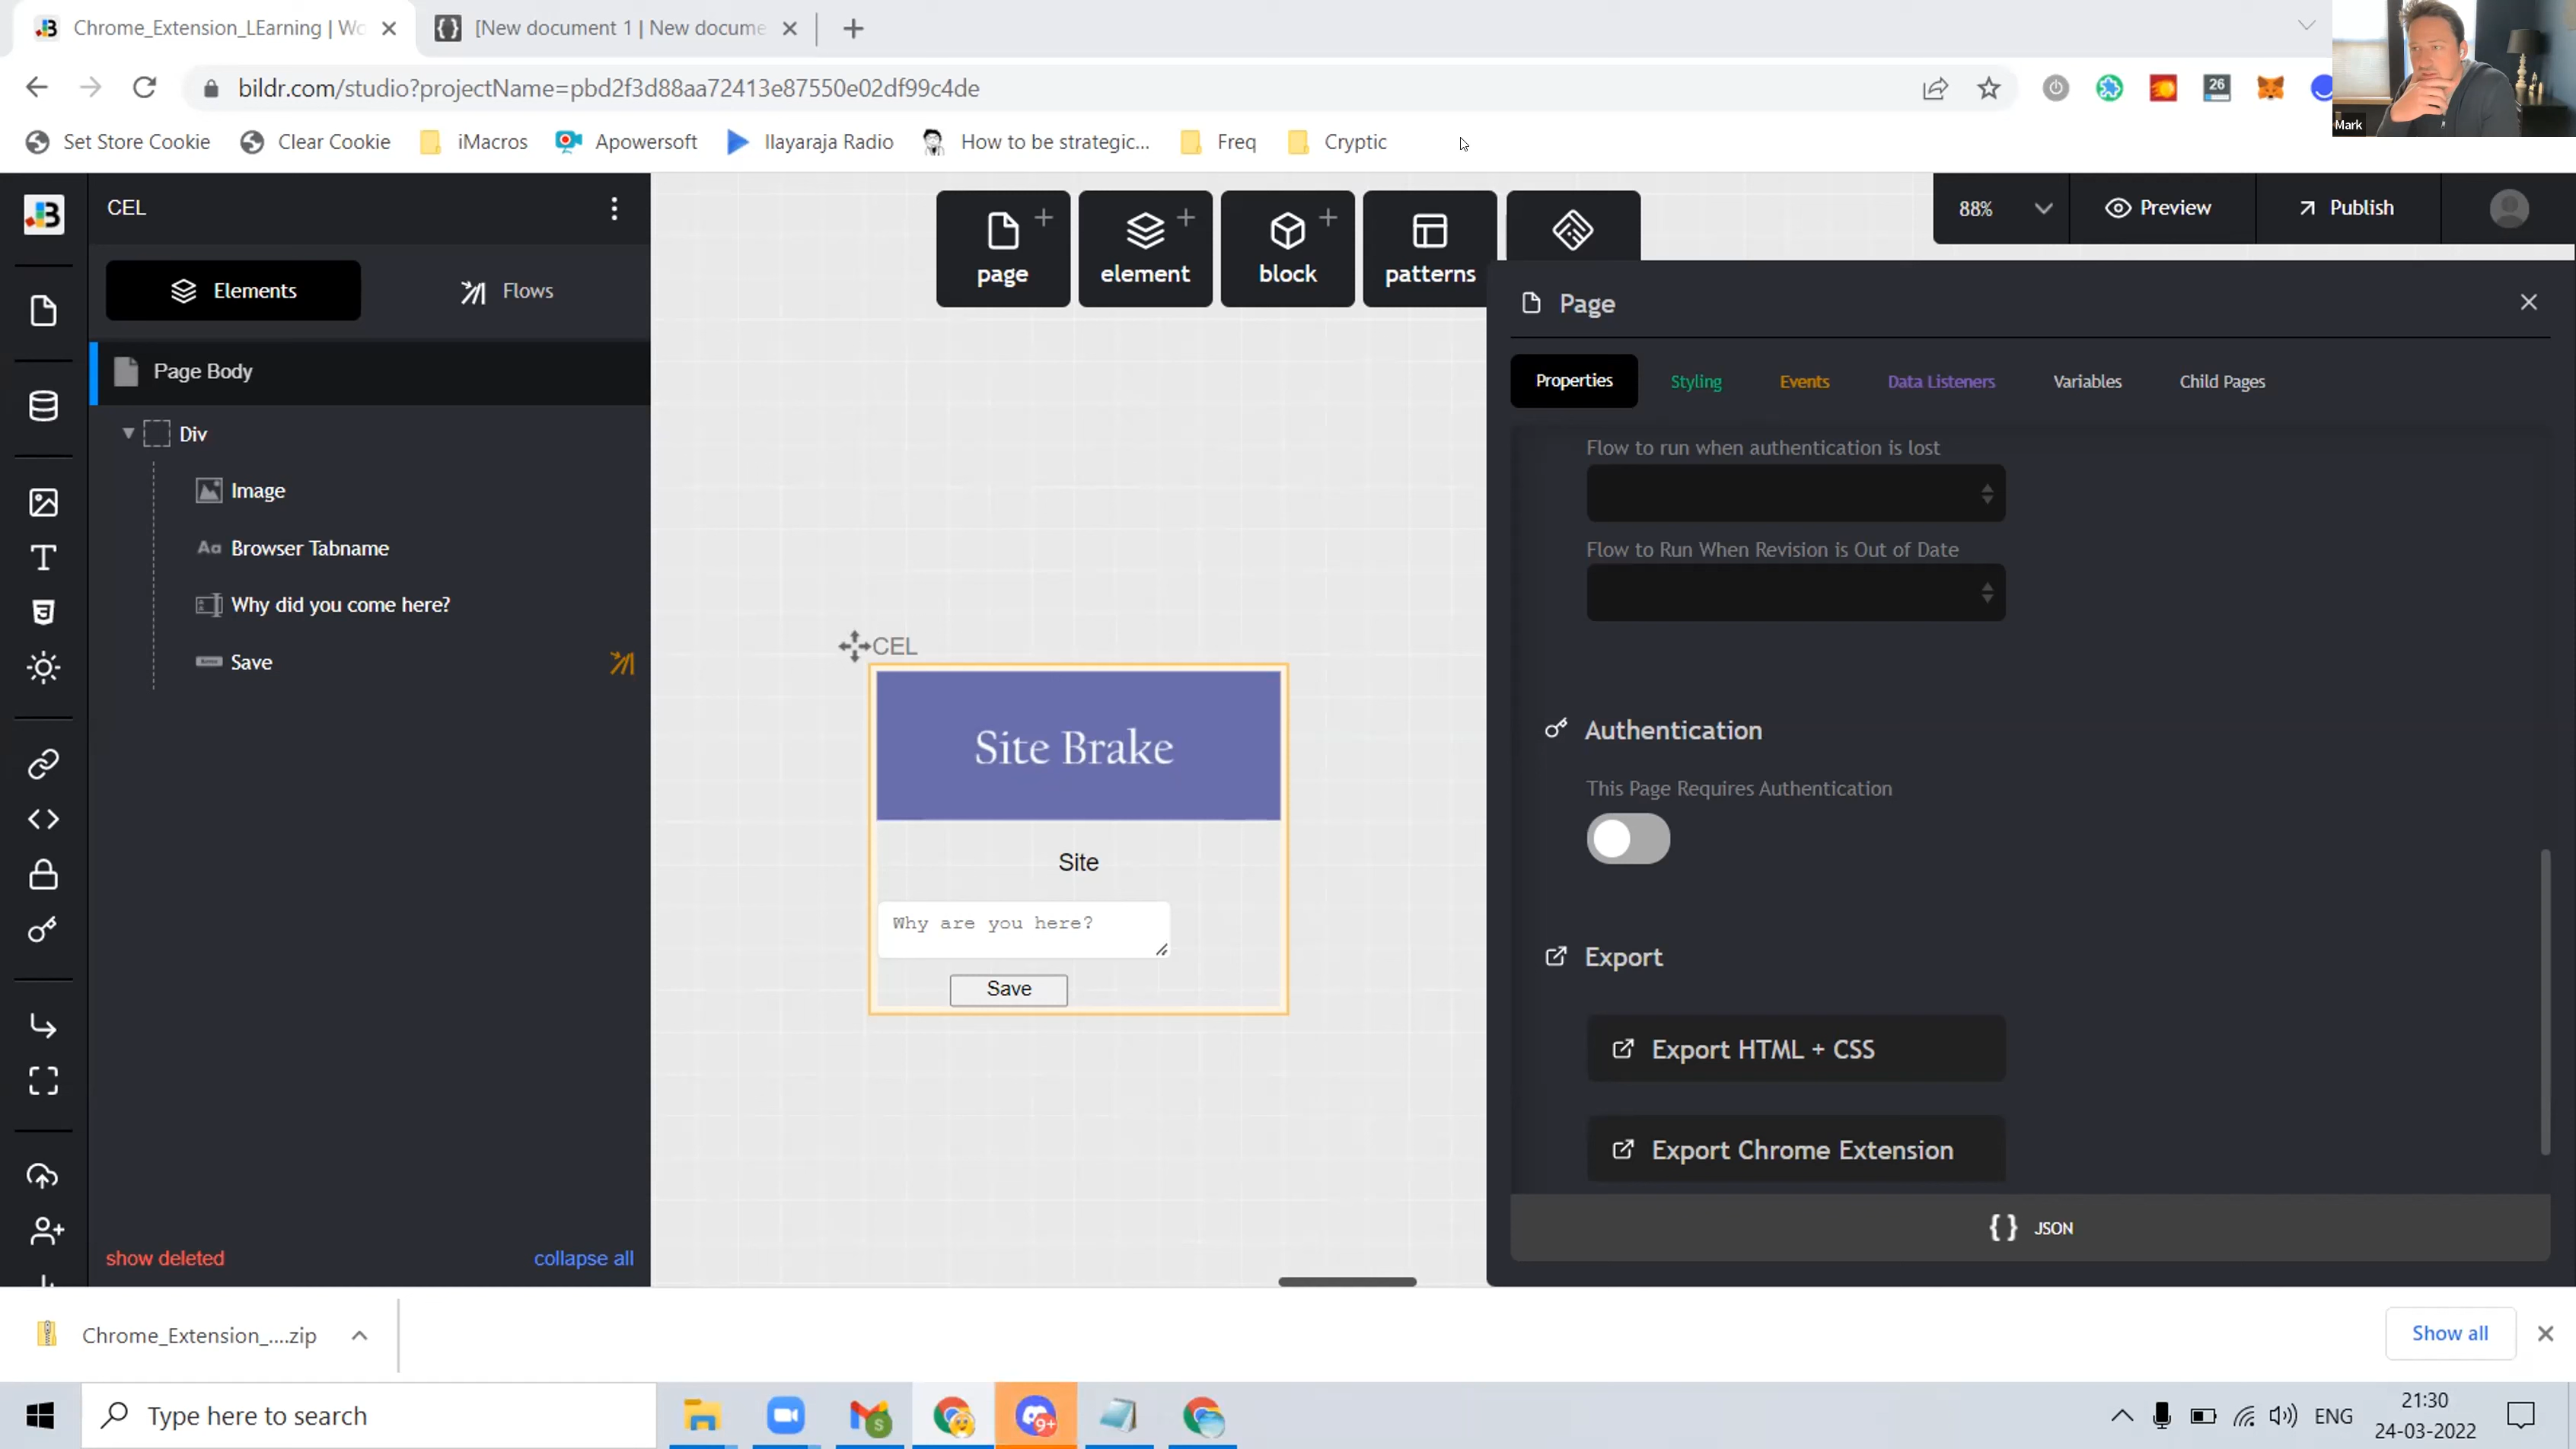 Chrome_Extension_LEarning | Wo
[New document 1 | New docume
Mark
bildr.com/studio?projectName=pbd2f3d88aa72413e87550e02df99c4de
26
Set Store Cookie
Clear Cookie
iMacros
Apowersoft
Ilayaraja Radio
How to be strategic...
Freq
Cryptic
CEL
page
element
block
patterns
88%
Preview
Publish
Elements
Flows
Page
Properties
Styling
Events
Data Listeners
Variables
Child Pages
Page Body
Div
Image
Aa Browser Tabname
Why did you come here?
Save
Flow to run when authentication is lost
Flow to Run When Revision is Out of Date
CEL
Site Brake
Site
Why are you here?
Save
Authentication
This Page Requires Authentication
Export
Export HTML + CSS
Export Chrome Extension
{ } JSON
show deleted
collapse all
Chrome_Extension_....zip
Show all
Type here to search
S
9+
ENG
21:30
24-03-2022